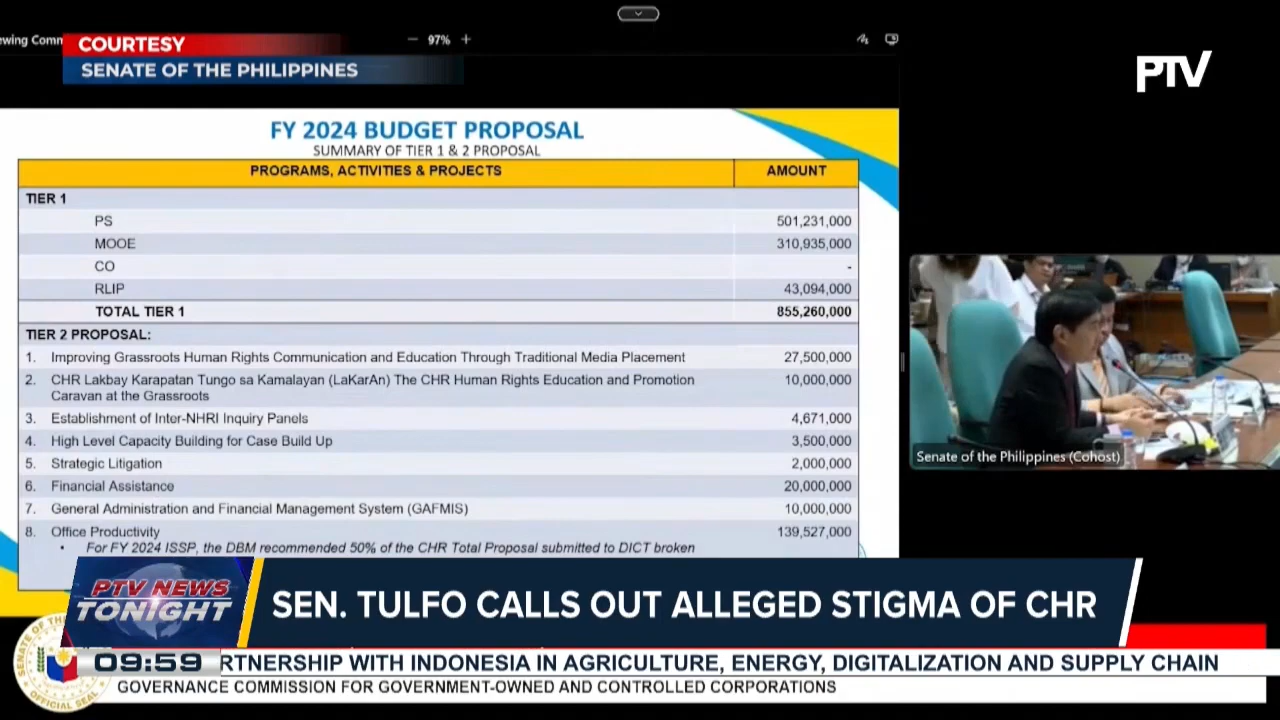 ewing Comm
97%
COURTESY
SENATE OF THE PHILIPPINES
PTV
FY 2024 BUDGET PROPOSAL
SUMMARY OF TIER 1 & 2 PROPOSAL
PROGRAMS, ACTIVITIES & PROJECTS AMOUNT
TIER 1
PS 501,231,000
MOOE 310,935,000
CO -
RLIP 43,094,000
TOTAL TIER 1 855,260,000
TIER 2 PROPOSAL:
1. Improving Grassroots Human Rights Communication and Education Through Traditional Media Placement 27,500,000
2. CHR Lakbay Karapatan Tungo sa Kamalayan (LaKarAn) The CHR Human Rights Education and Promotion 10,000,000
Caravan at the Grassroots
3. Establishment of Inter-NHRI Inquiry Panels 4,671,000
4. High Level Capacity Building for Case Build Up 3,500,000
5. Strategic Litigation 2,000,000
6. Financial Assistance 20,000,000
7. General Administration and Financial Management System (GAFMIS) 10,000,000
8. Office Productivity 139,527,000
• For FY 2024 ISSP, the DBM recommended 50% of the CHR Total Proposal submitted to DICT broken
Senate of the Philippines (Cohost)
PTV NEWS
TONIGHT
SEN. TULFO CALLS OUT ALLEGED STIGMA OF CHR
09:59
RTNERSHIP WITH INDONESIA IN AGRICULTURE, ENERGY, DIGITALIZATION AND SUPPLY CHAIN
GOVERNANCE COMMISSION FOR GOVERNMENT-OWNED AND CONTROLLED CORPORATIONS